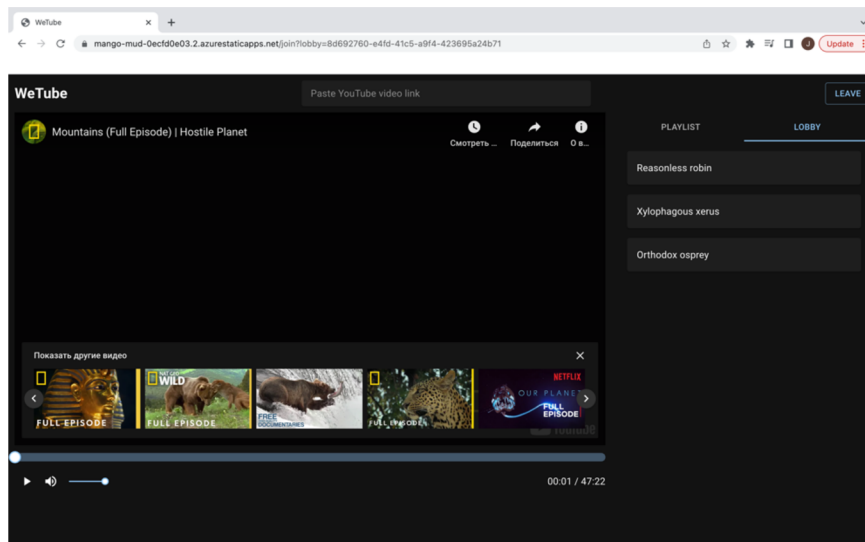 WeTube
mango-mud-0ecfd0e03.2.azurestaticapps.net/join?lobby=8d692760-e4fd-41c5-a9f4-423695a24b71
J
Update
WeTube
Paste YouTube video link
LEAVE
Mountains (Full Episode) | Hostile Planet
Смотреть ...
Поделиться
О в...
PLAYLIST
LOBBY
Reasonless robin
Xylophagous xerus
Orthodox osprey
Показать другие видео
FULL EPISODE
NAT GEO
WILD
FULL EPISODE
FREE
DOCUMENTARIES
FULL EPISODE
NETFLIX
OUR PLANET
FULL
EPISODE
YouTube
00:01 / 47:22